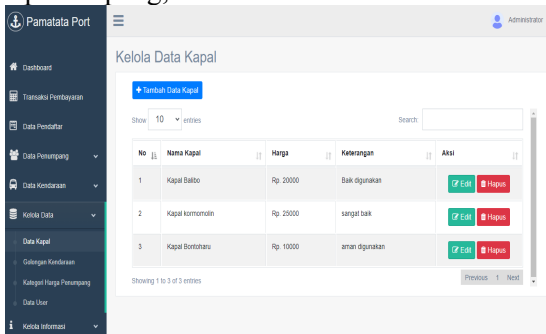 Pamatata Port
Administrator
Dashboard
Transaksi Pembayaran
Data Pendaftar
Data Penumpang
Data Kendaraan
Kelola Data
Data Kapal
Golongan Kendaraan
Kategori Harga Penumpang
Data User
Kelola Informasi
Kelola Data Kapal
+ Tambah Data Kapal
Show 10 entries Search:
No Nama Kapal Harga Keterangan Aksi
1 Kapal Balibo Rp. 20000 Baik digunakan Edit Hapus
2 Kapal kormomolin Rp. 25000 sangat baik Edit Hapus
3 Kapal Bontoharu Rp. 10000 aman digunakan Edit Hapus
Showing 1 to 3 of 3 entries Previous 1 Next